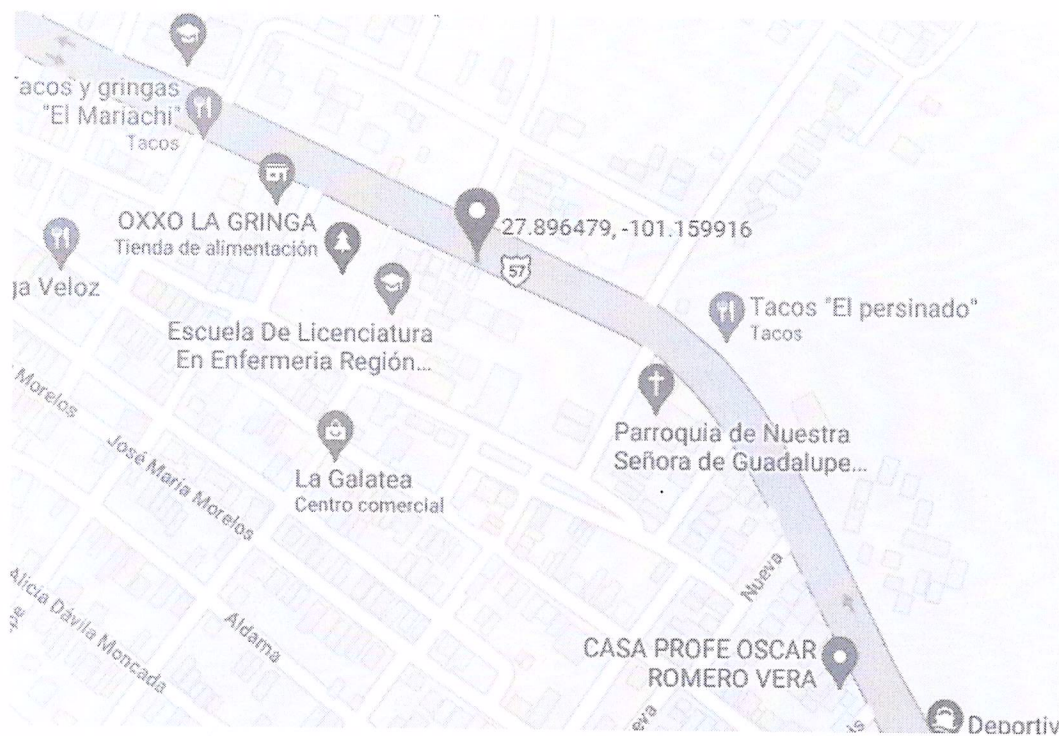 acos y gringas
"El Mariachi"
Tacos
OXXO LA GRINGA
Tienda de alimentación
27.896479, -101.159916
57
ga Veloz
Escuela De Licenciatura
En Enfermeria Región...
Tacos "El persinado"
Tacos
Morelos
José María Morelos
La Galatea
Centro comercial
Parroquia de Nuestra
Señora de Guadalupe...
Nueva
Alicia Dávila Moncada
Aldama
CASA PROFE OSCAR
ROMERO VERA
eva
Deportiv